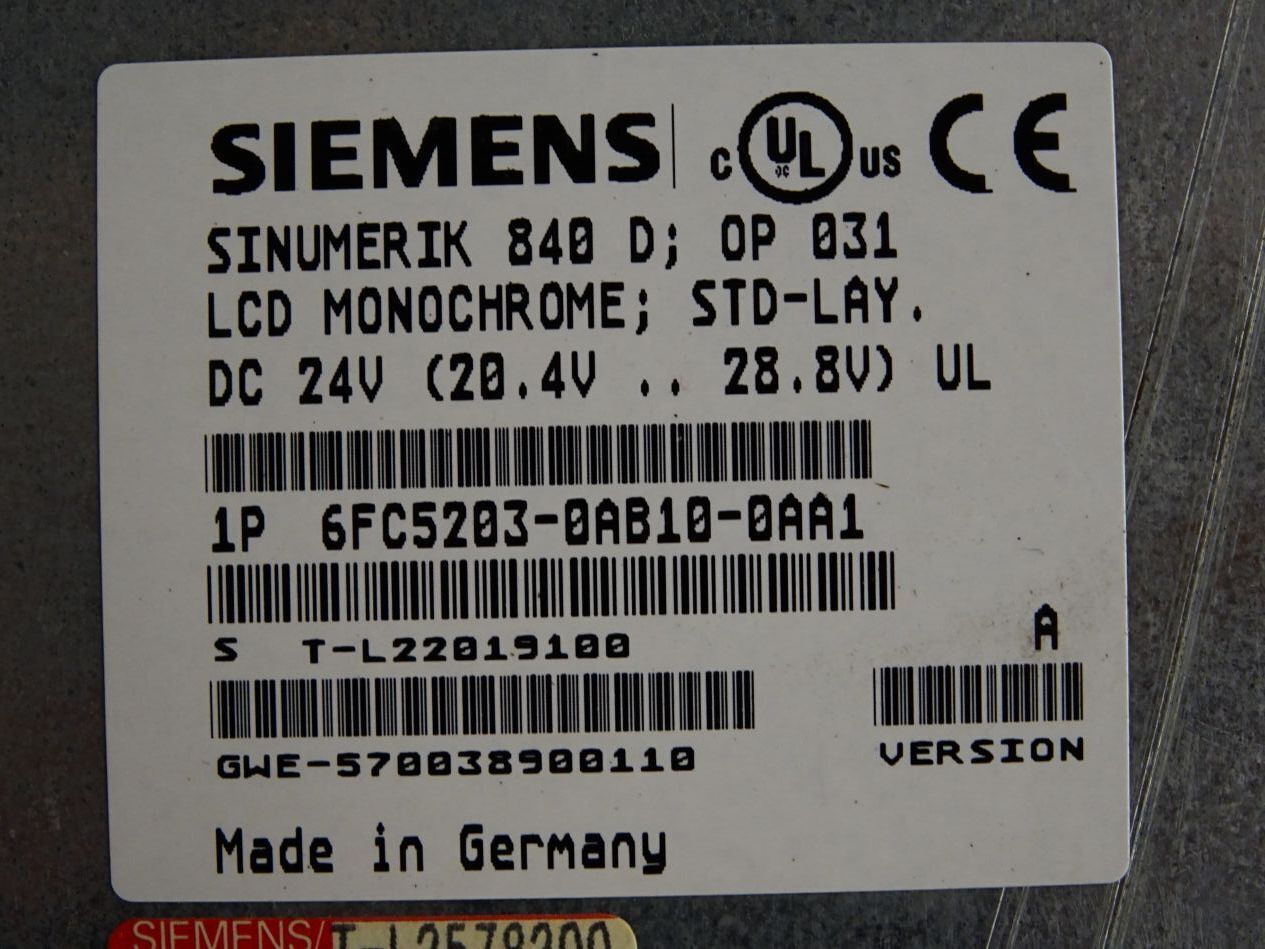 SIEMENS
C UL US CE
SINUMERIK 840 D; OP 031
LCD MONOCHROME; STD-LAY.
DC 24V (20.4V .. 28.8V) UL
1P 6FC5203-0AB10-0AA1
S T-L22019100
A
GWE-570038900110
VERSION
Made in Germany
SIEMENS/T-L2578200